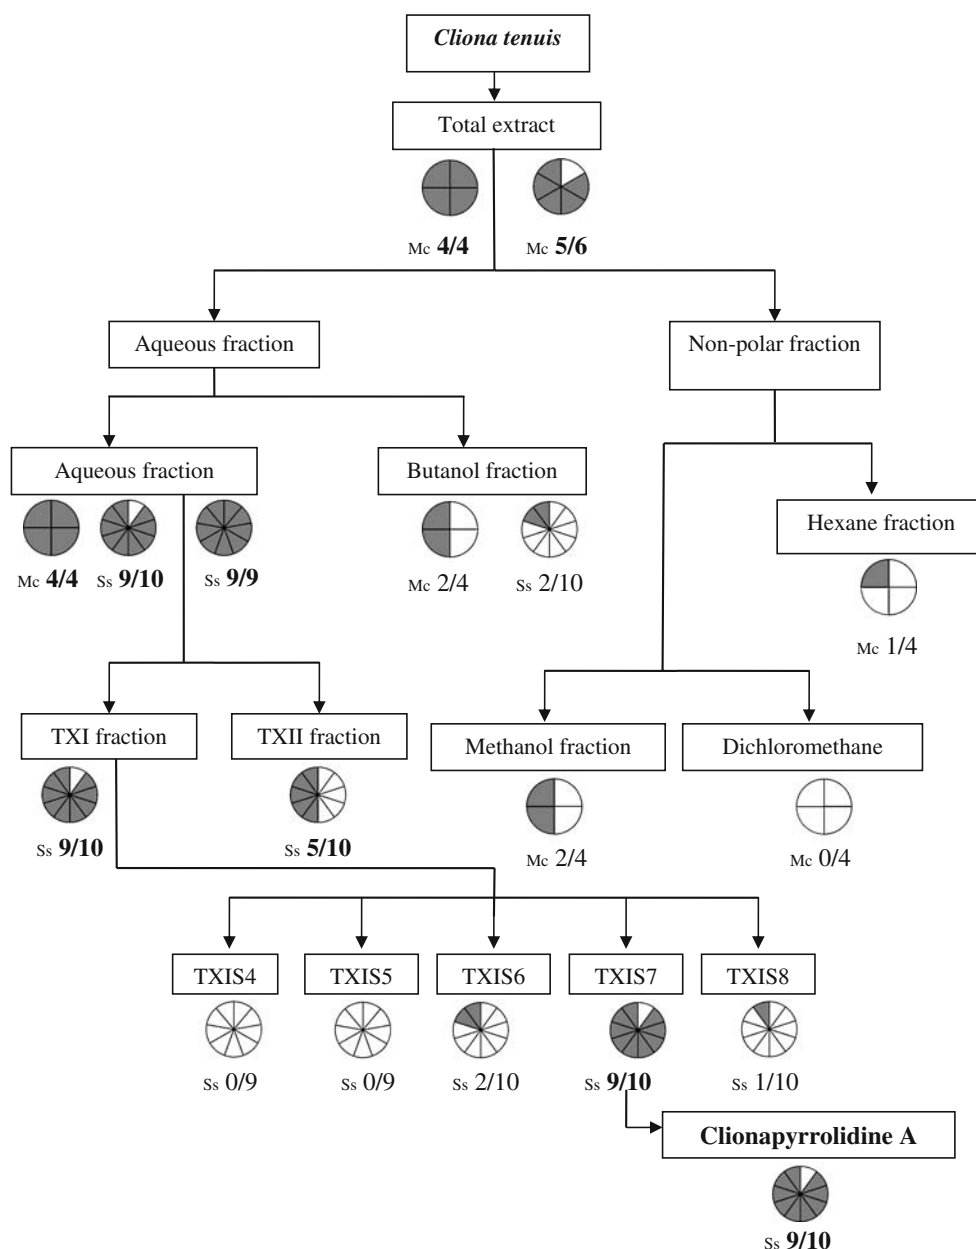 Cliona tenuis
Total extract
Mc 4/4 Mc 5/6
Aqueous fraction Non-polar fraction
Aqueous fraction Butanol fraction
Hexane fraction
Mc 4/4 Ss 9/10 Ss 9/9 Mc 2/4 Ss 2/10
Mc 1/4
TXI fraction TXII fraction Methanol fraction Dichloromethane
Ss 9/10 Ss 5/10 Mc 2/4 Mc 0/4
TXIS4 TXIS5 TXIS6 TXIS7 TXIS8
Ss 0/9 Ss 0/9 Ss 2/10 Ss 9/10 Ss 1/10
Clionapyrrolidine A
Ss 9/10